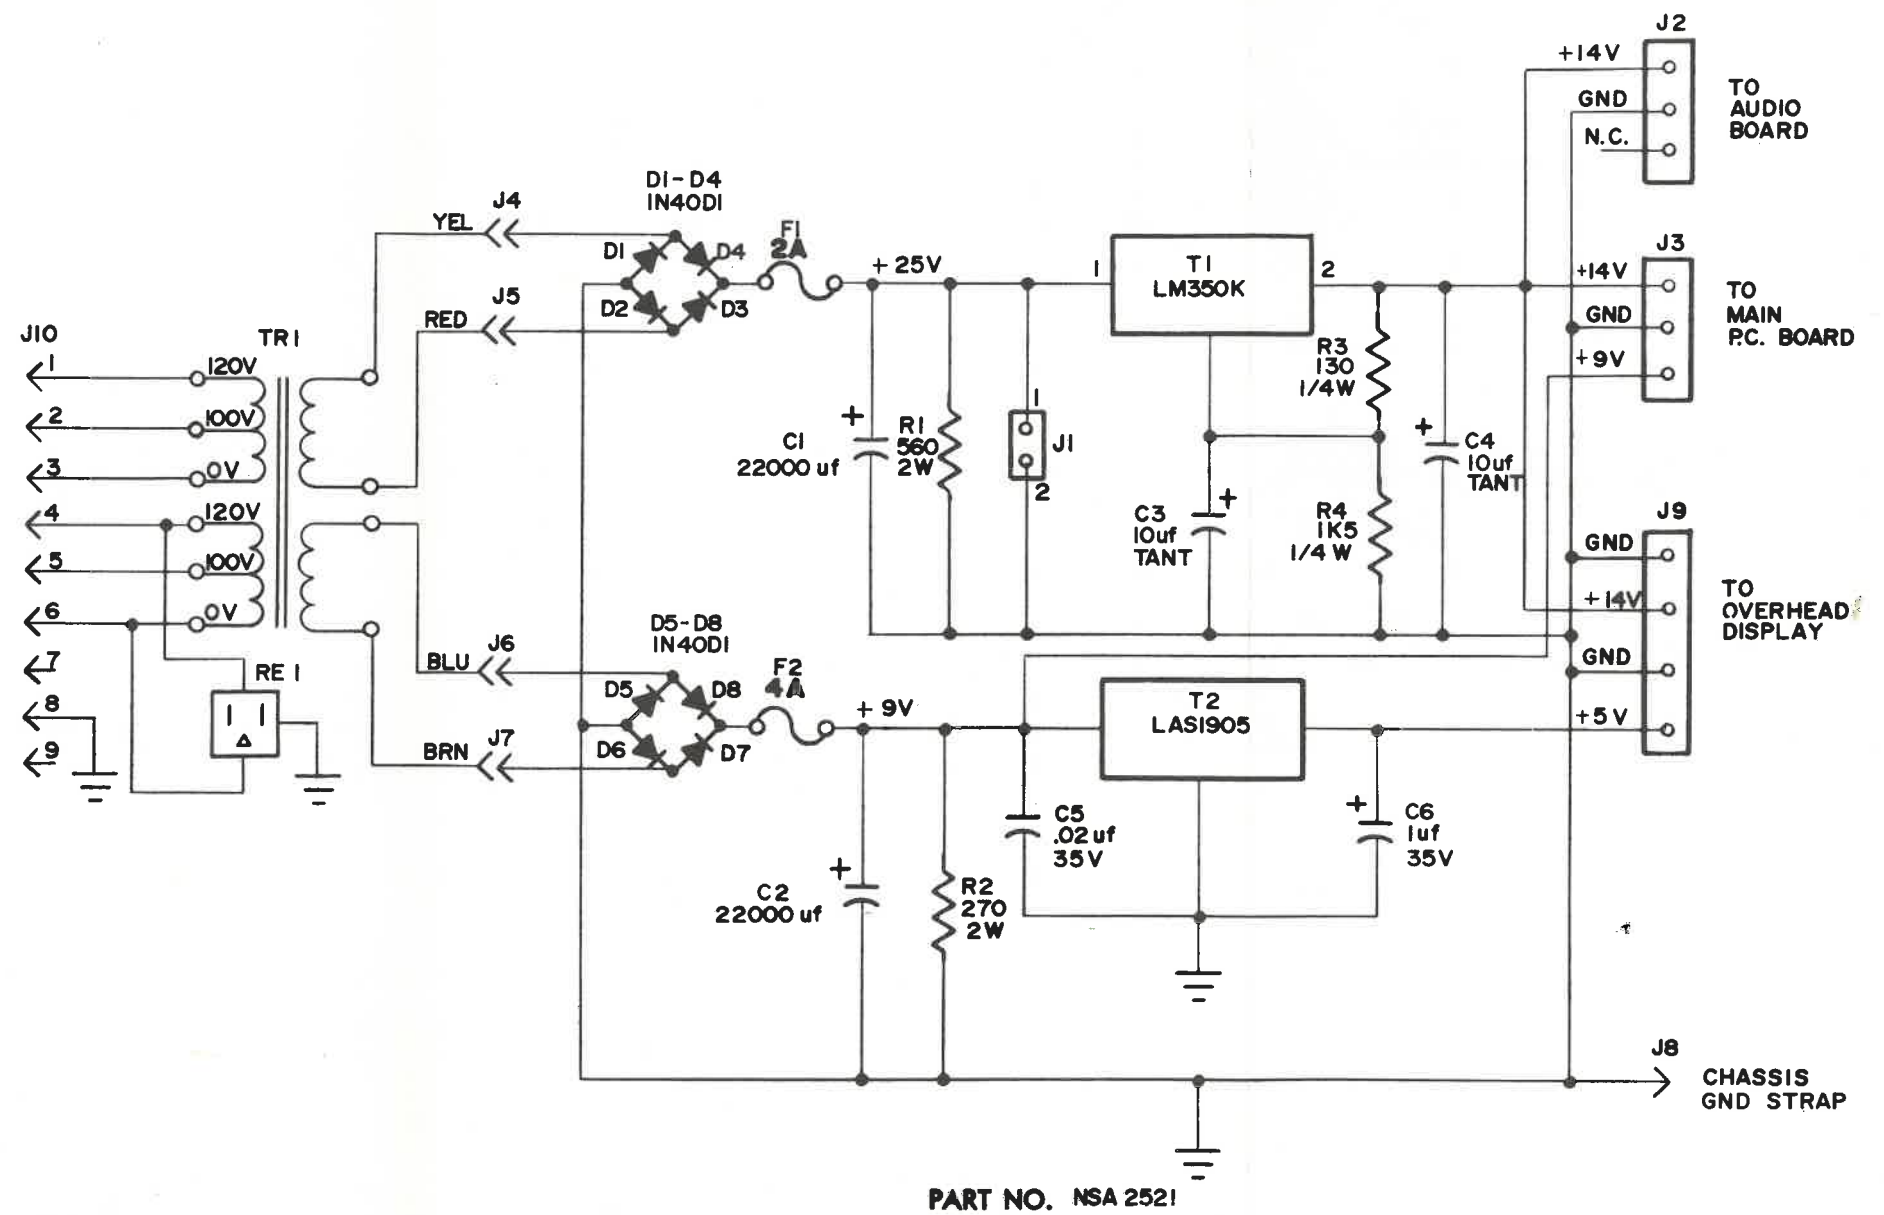 J2
+14V
GND
N.C.
TO
AUDIO
BOARD
D1-D4
IN40D1
J4
YEL
D1
D4
D2
D3
F1
2A
+ 25V
1
T1
LM350K
2
J3
+14V
GND
+9V
TO
MAIN
P.C. BOARD
J5
RED
J10
TR1
1
2
3
4
5
6
7
8
9
120V
100V
0V
120V
100V
0V
RE 1
R3
130
1/4W
+
C1
22000 uf
R1
560
2W
1
J1
2
+
C4
10uf
TANT
+
C3
10uf
TANT
R4
1K5
1/4 W
J9
GND
+14V
GND
+5V
TO
OVERHEAD
DISPLAY
D5-D8
IN40D1
J6
BLU
D5
D8
D6
D7
J7
BRN
F2
4A
+ 9V
T2
LAS1905
C5
.02uf
35V
+
C6
1uf
35V
+
C2
22000 uf
R2
270
2W
J8
CHASSIS
GND STRAP
PART NO. NSA 2521